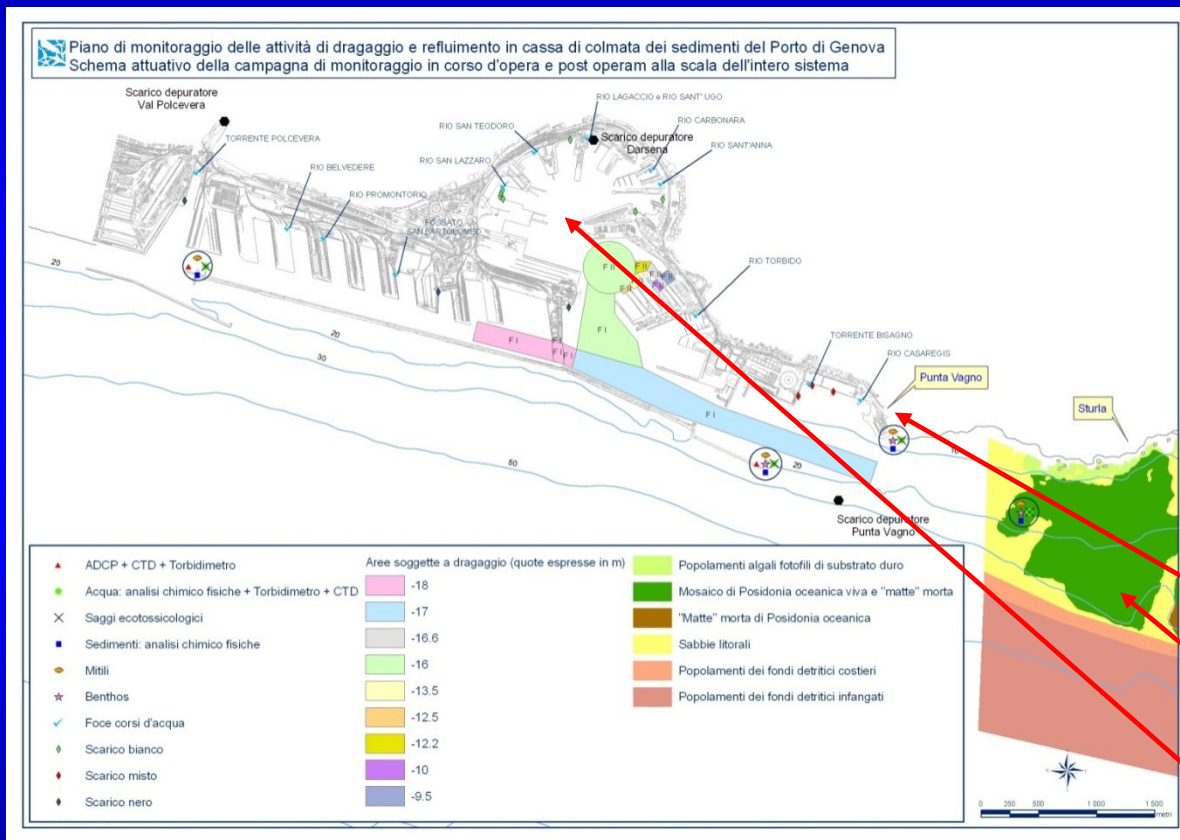 Piano di monitoraggio delle attività di dragaggio e refluimento in cassa di colmata dei sedimenti del Porto di Genova
Schema attuativo della campagna di monitoraggio in corso d'opera e post operam alla scala dell'intero sistema
Scarico depuratore
Val Polcevera
TORRENTE POLCEVERA
RIO BELVEDERE
RIO PROMONTORIO
FOSSATO
SAN BARTOLOMEO
RIO SAN LAZZARO
RIO SAN TEODORO
RIO LAGACCIO e RIO SANT' UGO
Scarico depuratore
Darsena
RIO CARBONARA
RIO SANT'ANNA
RIO TORBIDO
TORRENTE BISAGNO
RIO CASAREGIS
Punta Vagno
Sturla
F II
F II
F II
F II
F II
F II
F I
F I
F I
F I
F I
F I
20
20
30
50
20
10
Scarico depuratore
Punta Vagno
ADCP + CTD + Torbidimetro
Acqua: analisi chimico fisiche + Torbidimetro + CTD
Saggi ecotossicologici
Sedimenti: analisi chimico fisiche
Mitili
Benthos
Foce corsi d'acqua
Scarico bianco
Scarico misto
Scarico nero
Aree soggette a dragaggio (quote espresse in m)
-18
-17
-16.6
-16
-13.5
-12.5
-12.2
-10
-9.5
Popolamenti algali fotofili di substrato duro
Mosaico di Posidonia oceanica viva e "matte" morta
"Matte" morta di Posidonia oceanica
Sabbie litorali
Popolamenti dei fondi detritici costieri
Popolamenti dei fondi detritici infangati
0 250 500 1 000 1 500
metri